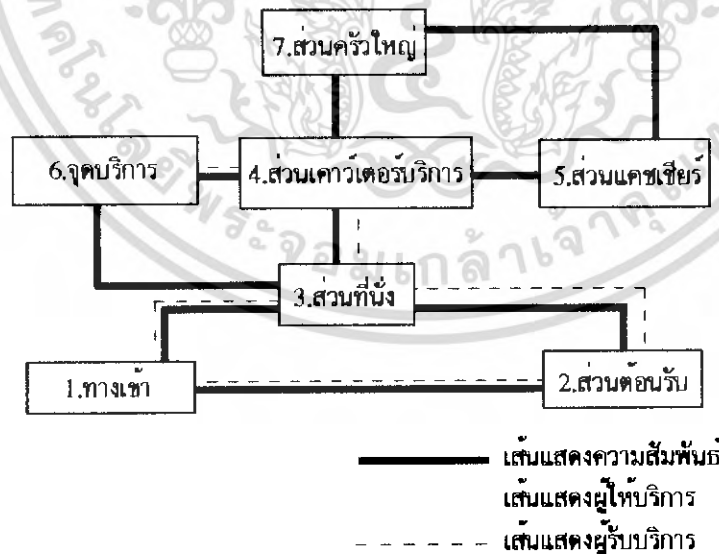 7.ส่วนครัวใหญ่
6.จุดบริการ
4.ส่วนเคาว์เตอร์บริการ
5.ส่วนแคชเชียร์
3.ส่วนที่นั่ง
1.ทางเข้า
2.ส่วนต้อนรับ
เส้นแสดงความสัมพันธ์
เส้นแสดงผู้ให้บริการ
เส้นแสดงผู้รับบริการ